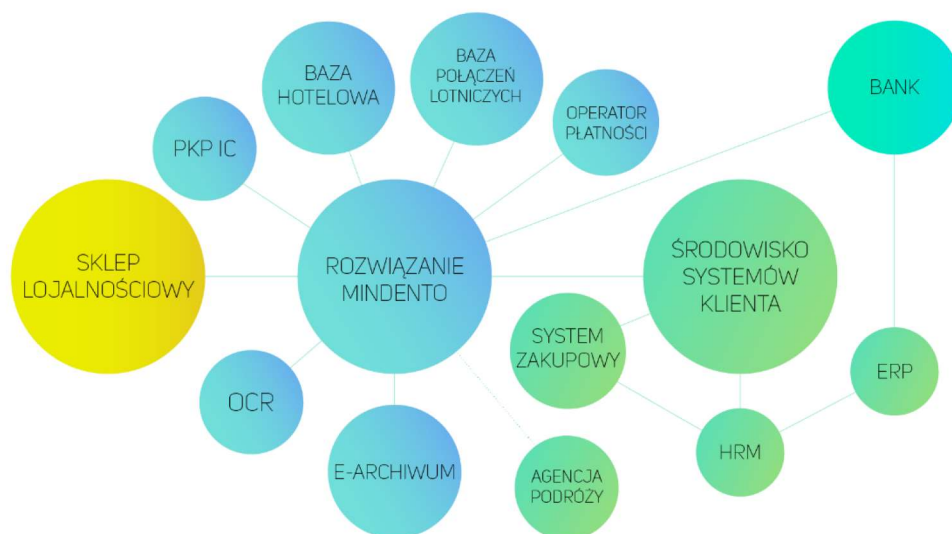 BAZA
HOTELOWA
BAZA
POŁĄCZEŃ
LOTNICZYCH
OPERATOR
PŁATNOŚCI
BANK
PKP IC
SKLEP
LOJALNOŚCIOWY
ROZWIĄZANIE
MINDENTO
ŚRODOWISKO
SYSTEMÓW
KLIENTA
SYSTEM
ZAKUPOWY
ERP
OCR
HRM
E-ARCHIWUM
AGENCJA
PODRÓŻY